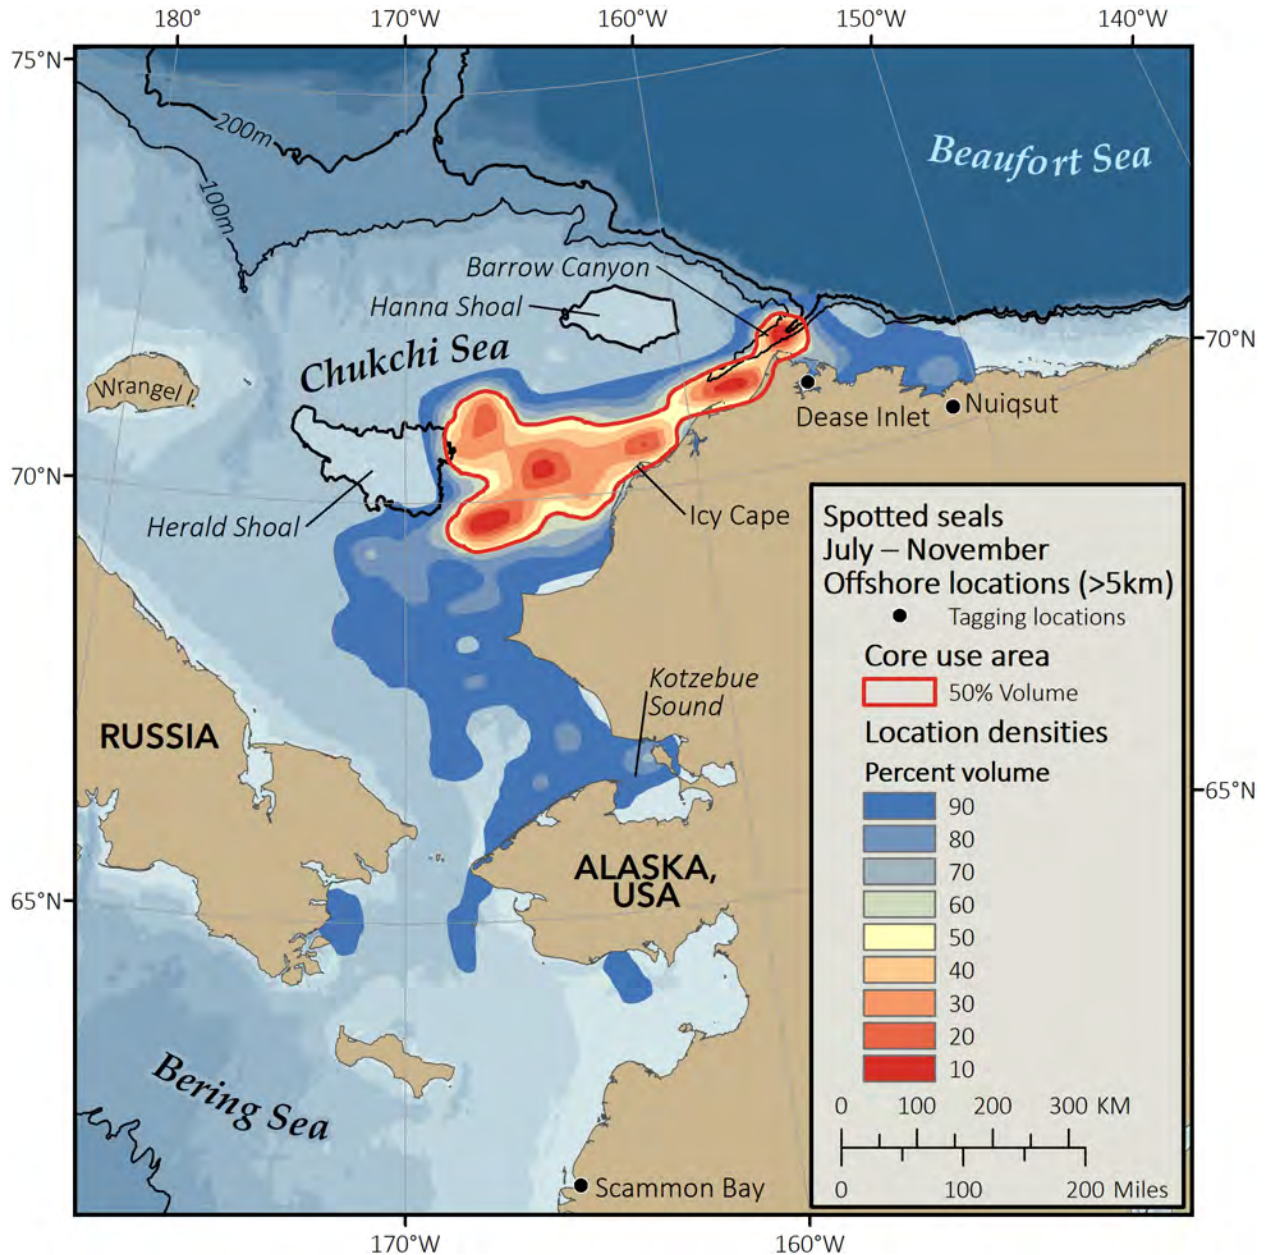 180°
170°W
160°W
150°W
140°W
75°N
200m
Beaufort Sea
100m
Barrow Canyon
Hanna Shoal
Chukchi Sea
70°N
Wrangel I.
Dease Inlet
Nuiqsut
70°N
Herald Shoal
Icy Cape
Spotted seals
July – November
Offshore locations (>5km)
Tagging locations
Core use area
50% Volume
Location densities
Percent volume
90
80
70
60
50
40
30
20
10
0 100 200 300 KM
0 100 200 Miles
Kotzebue
Sound
RUSSIA
65°N
ALASKA,
USA
65°N
Bering Sea
Scammon Bay
170°W
160°W